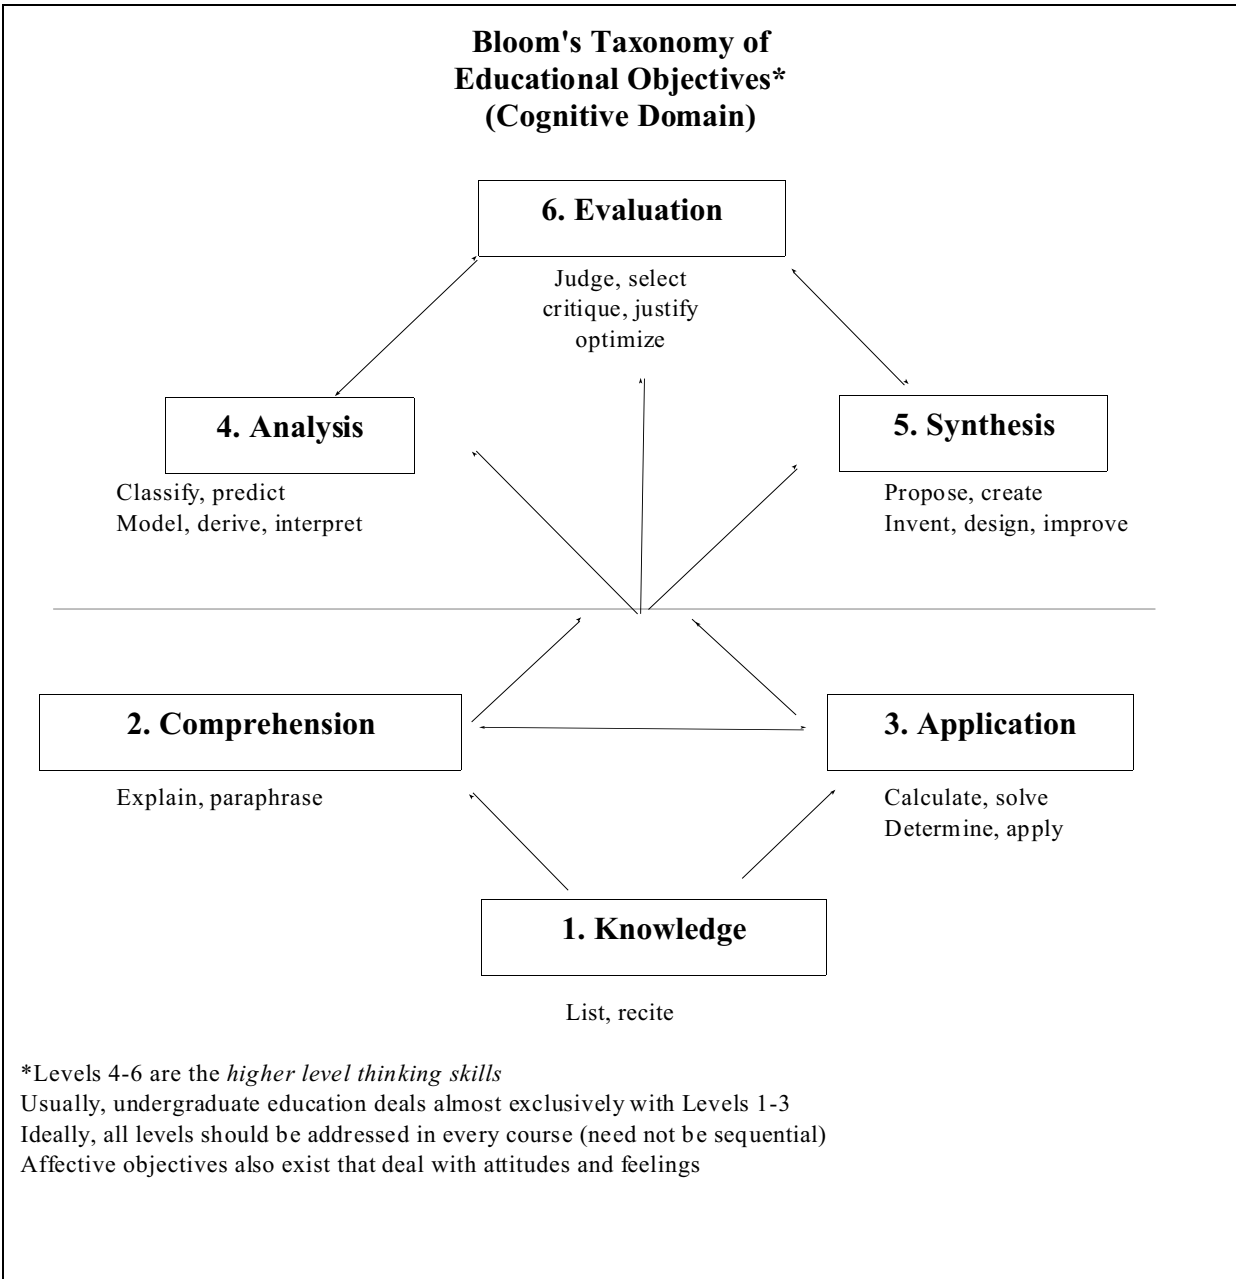 Bloom's Taxonomy of
Educational Objectives*
(Cognitive Domain)
6. Evaluation
Judge, select
critique, justify
optimize
4. Analysis
Classify, predict
Model, derive, interpret
5. Synthesis
Propose, create
Invent, design, improve
2. Comprehension
Explain, paraphrase
3. Application
Calculate, solve
Determine, apply
1. Knowledge
List, recite
*Levels 4-6 are the higher level thinking skills
Usually, undergraduate education deals almost exclusively with Levels 1-3
Ideally, all levels should be addressed in every course (need not be sequential)
Affective objectives also exist that deal with attitudes and feelings